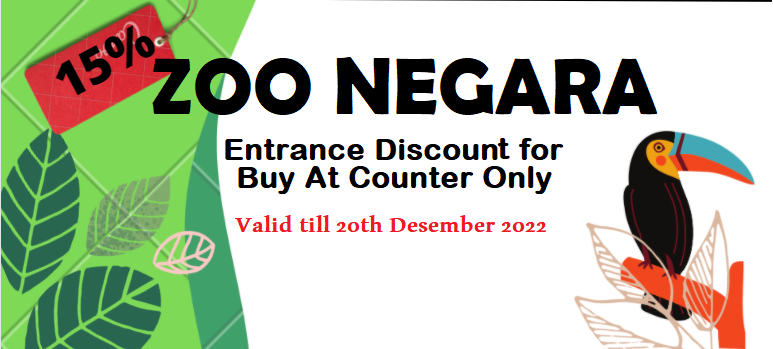 15%
ZOO NEGARA
Entrance Discount for
Buy At Counter Only
Valid till 20th Desember 2022